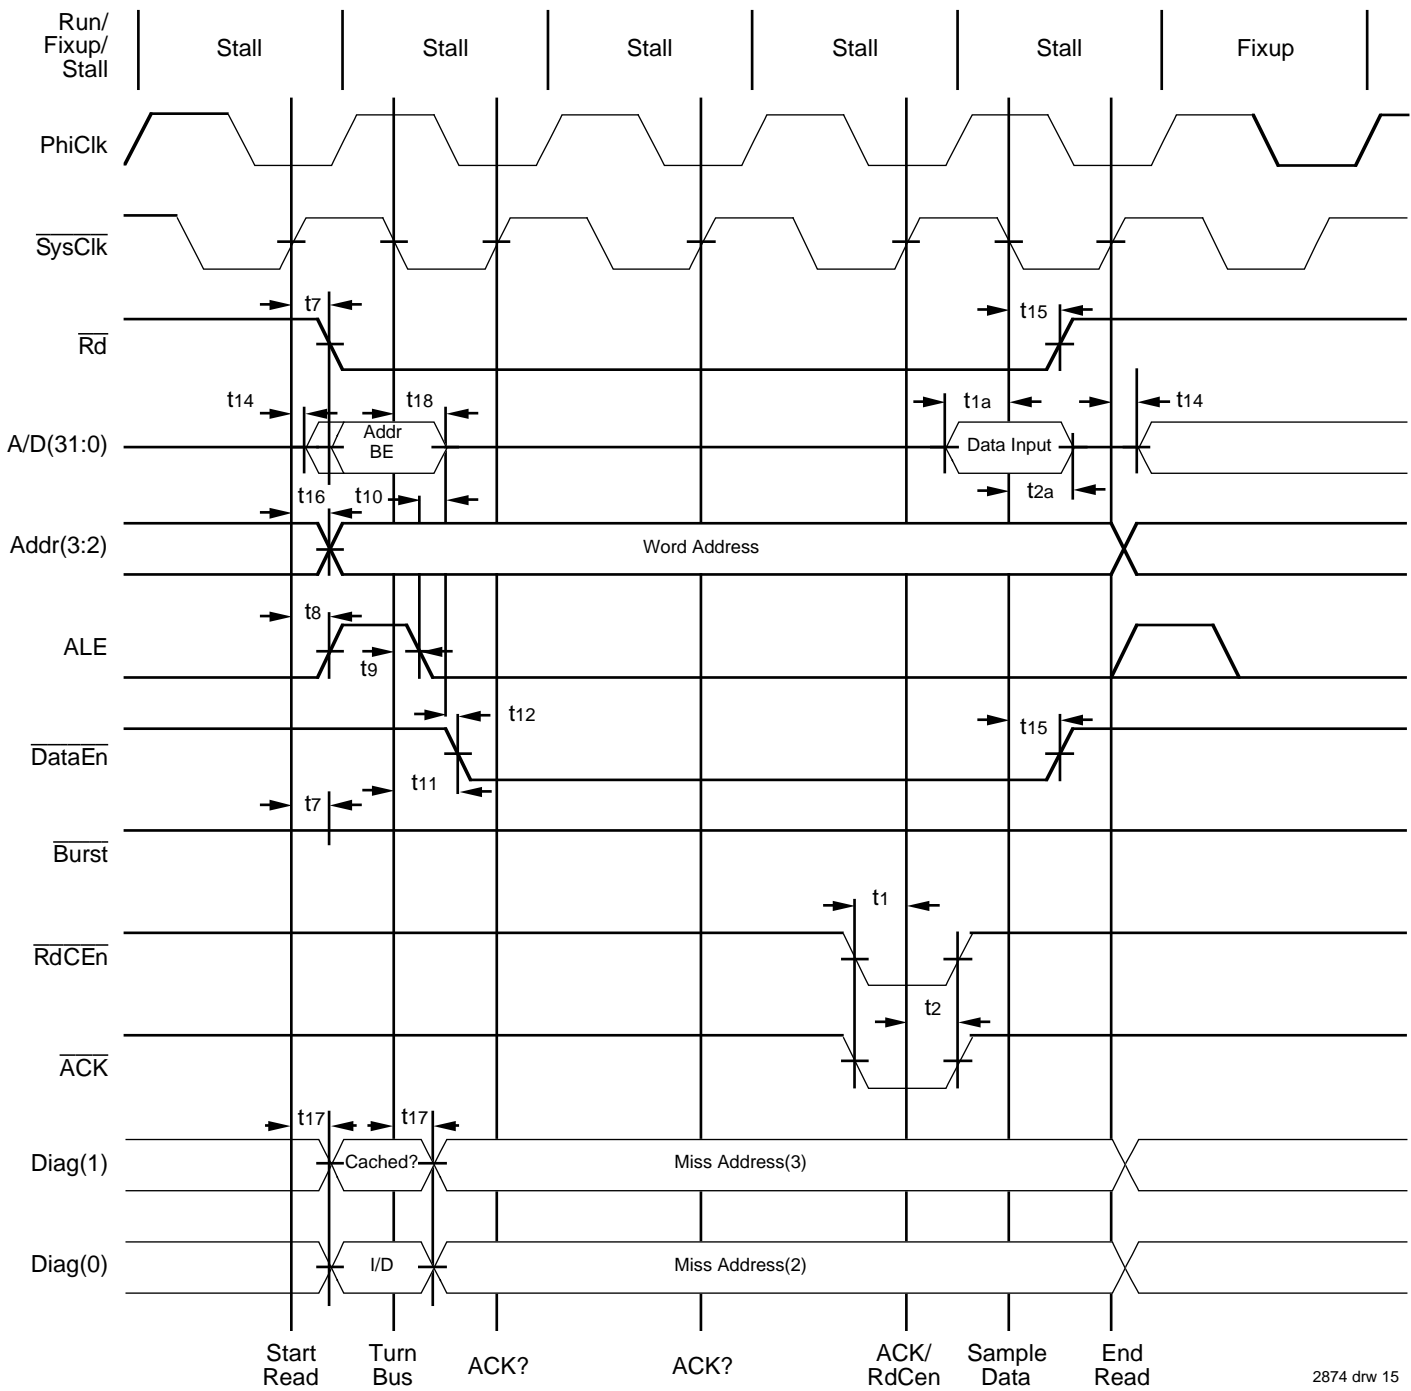 Run/
Fixup/
Stall
Stall
Stall
Stall
Stall
Stall
Fixup
PhiClk
SysClk
t7
t15
Rd
t14
t18
t1a
t14
A/D(31:0)
Addr
BE
Data Input
t16
t10
t2a
Addr(3:2)
Word Address
t8
ALE
t9
t12
t15
DataEn
t11
t7
Burst
t1
RdCEn
t2
ACK
t17
t17
Diag(1)
Cached?
Miss Address(3)
Diag(0)
I/D
Miss Address(2)
Start
Read
Turn
Bus
ACK?
ACK?
ACK/
RdCen
Sample
Data
End
Read
2874 drw 15